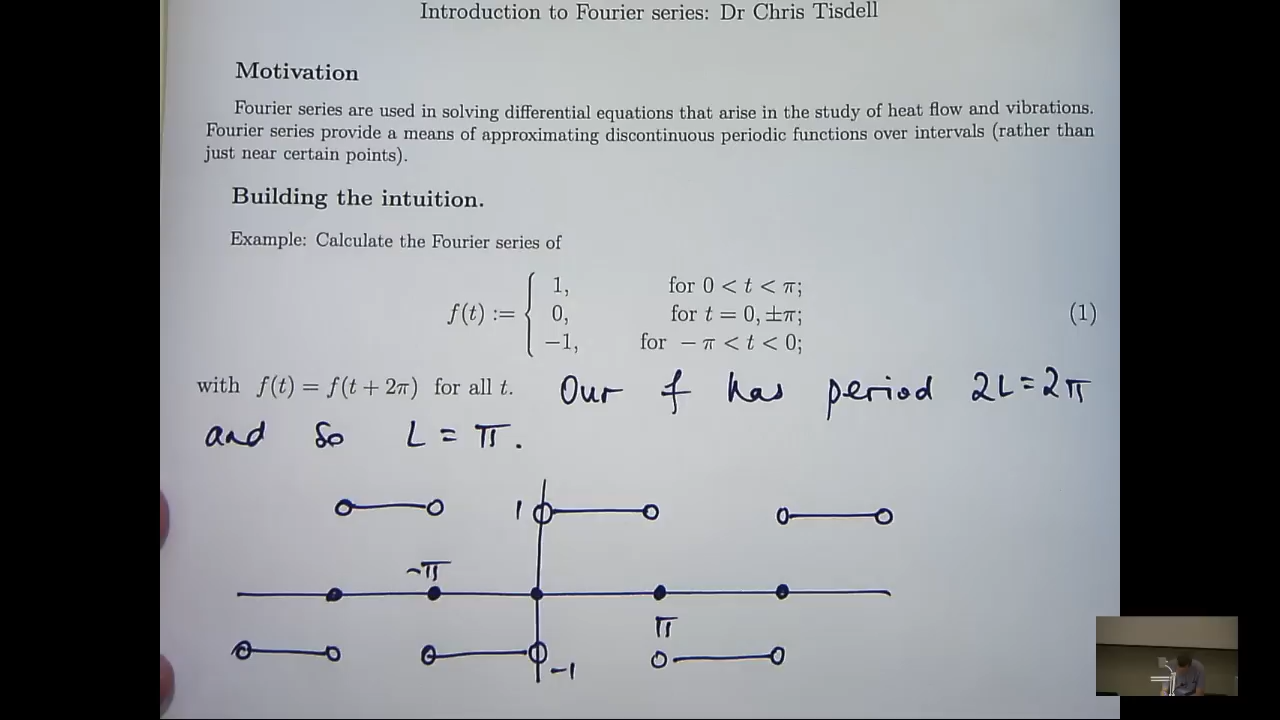 Introduction to Fourier series: Dr Chris Tisdell
Motivation
Fourier series are used in solving differential equations that arise in the study of heat flow and vibrations.
Fourier series provide a means of approximating discontinuous periodic functions over intervals (rather than
just near certain points).
Building the intuition.
Example: Calculate the Fourier series of
1, for 0 < t < π;
f(t) := { 0, for t = 0, ±π; (1)
−1, for − π < t < 0;
with f(t) = f(t + 2π) for all t. Our f has period 2L = 2π
and so L = π.
1
-π
π
-1